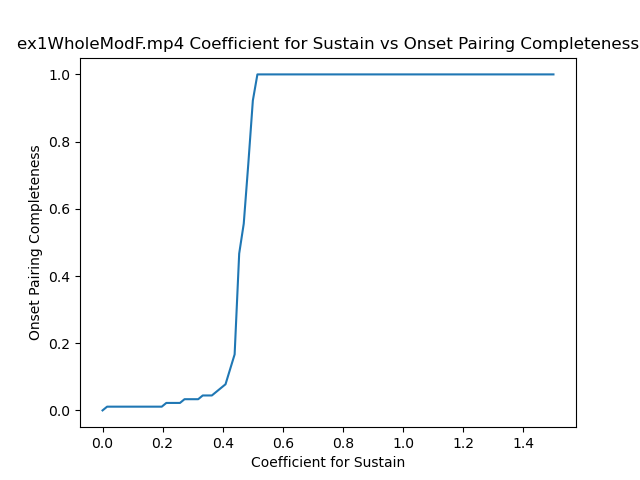 ex1WholeModF.mp4 Coefficient for Sustain vs Onset Pairing Completeness
1.0
0.8
0.6
0.4
0.2
0.0
Onset Pairing Completeness
0.0 0.2 0.4 0.6 0.8 1.0 1.2 1.4
Coefficient for Sustain